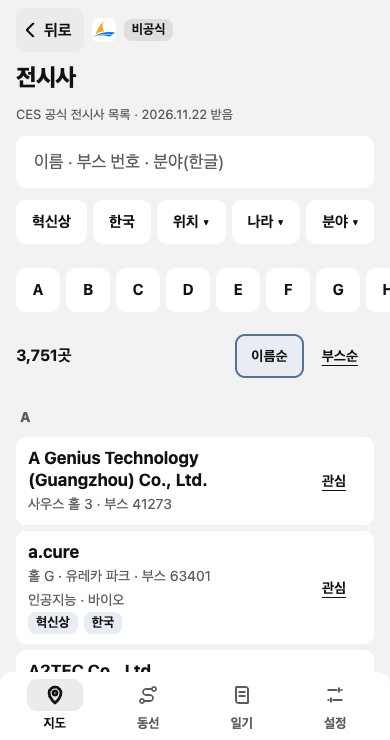 뒤로 비공식
전시사
CES 공식 전시사 목록 · 2026.11.22 받음
이름 · 부스 번호 · 분야(한글)
혁신상 한국 위치 ▾ 나라 ▾ 분야 ▾
A B C D E F G H
3,751곳 이름순 부스순
A
A Genius Technology
(Guangzhou) Co., Ltd.
관심
사우스 홀 3 · 부스 41273
a.cure
홀 G · 유레카 파크 · 부스 63401
관심
인공지능 · 바이오
혁신상 한국
A2TEC Co., Ltd.
지도 동선 일기 설정